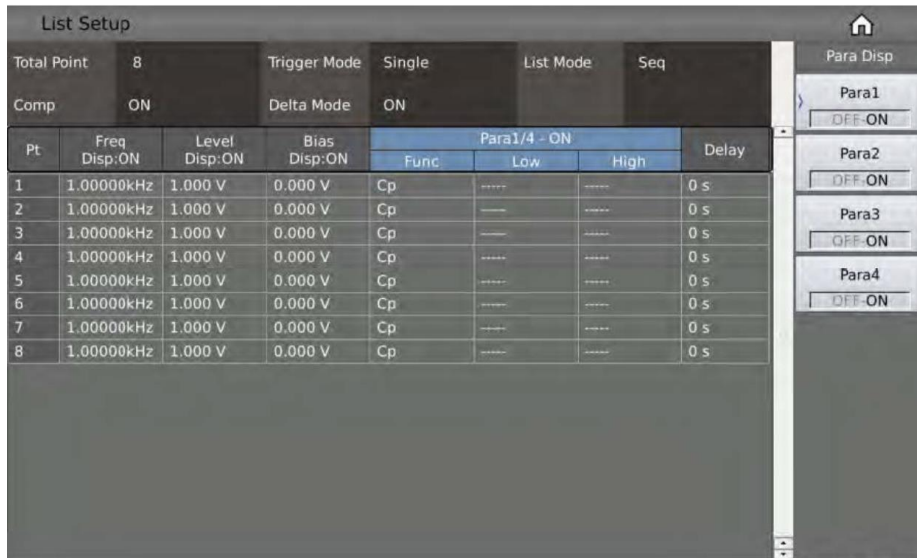 List Setup
Total Point 8 Trigger Mode Single List Mode Seq
Comp ON Delta Mode ON
Pt Freq Disp:ON Level Disp:ON Bias Disp:ON Para1/4 - ON Delay
Func Low High
1 1.00000kHz 1.000 V 0.000 V Cp ----- ----- 0 s
2 1.00000kHz 1.000 V 0.000 V Cp ----- ----- 0 s
3 1.00000kHz 1.000 V 0.000 V Cp ----- ----- 0 s
4 1.00000kHz 1.000 V 0.000 V Cp ----- ----- 0 s
5 1.00000kHz 1.000 V 0.000 V Cp ----- ----- 0 s
6 1.00000kHz 1.000 V 0.000 V Cp ----- ----- 0 s
7 1.00000kHz 1.000 V 0.000 V Cp ----- ----- 0 s
8 1.00000kHz 1.000 V 0.000 V Cp ----- ----- 0 s
Para Disp
Para1
OFF-ON
Para2
OFF-ON
Para3
OFF-ON
Para4
OFF-ON